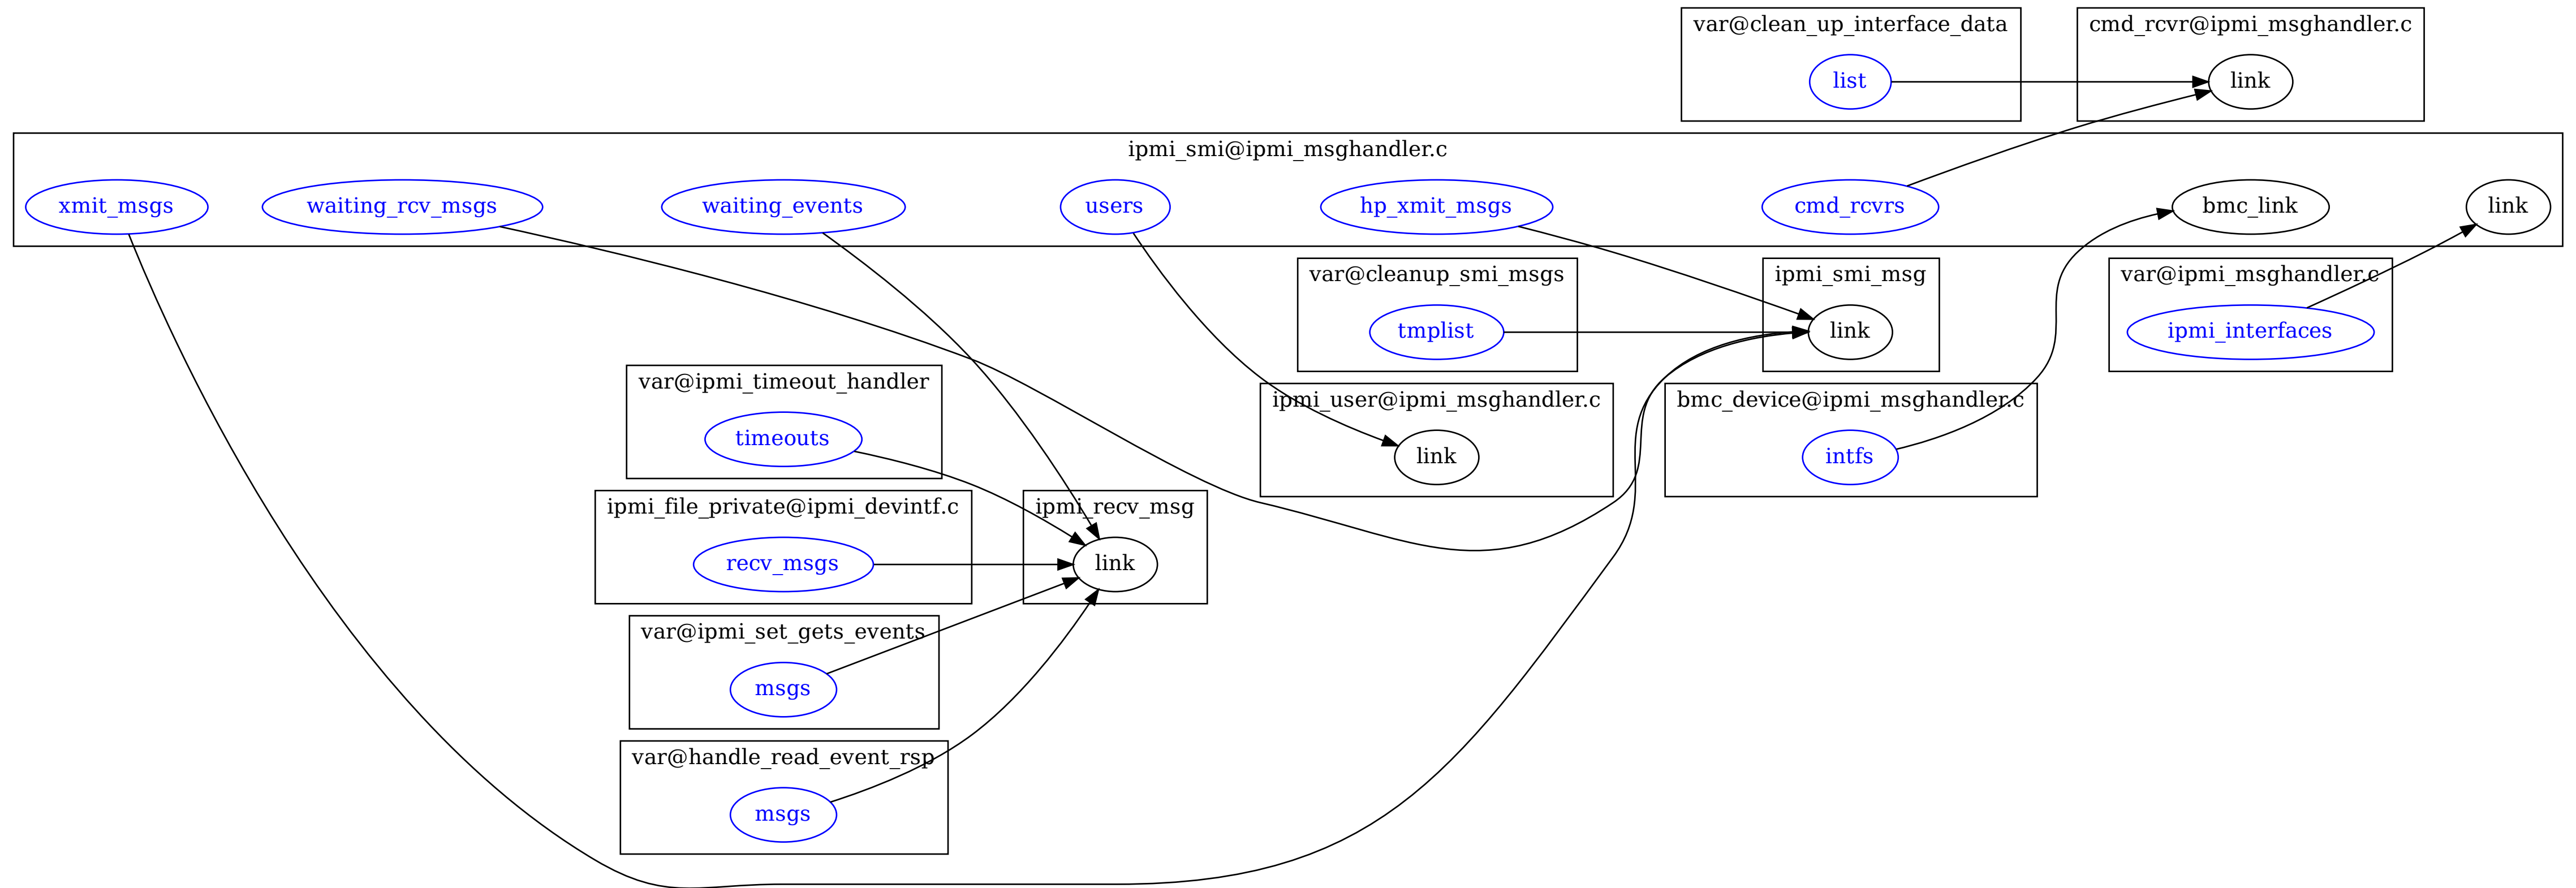 var@clean_up_interface_data
list
cmd_rcvr@ipmi_msghandler.c
link
ipmi_smi@ipmi_msghandler.c
xmit_msgs
waiting_rcv_msgs
waiting_events
users
hp_xmit_msgs
cmd_rcvrs
bmc_link
link
var@cleanup_smi_msgs
tmplist
ipmi_smi_msg
link
var@ipmi_msghandler.c
ipmi_interfaces
var@ipmi_timeout_handler
timeouts
ipmi_user@ipmi_msghandler.c
link
bmc_device@ipmi_msghandler.c
intfs
ipmi_file_private@ipmi_devintf.c
recv_msgs
ipmi_recv_msg
link
var@ipmi_set_gets_events
msgs
var@handle_read_event_rsp
msgs